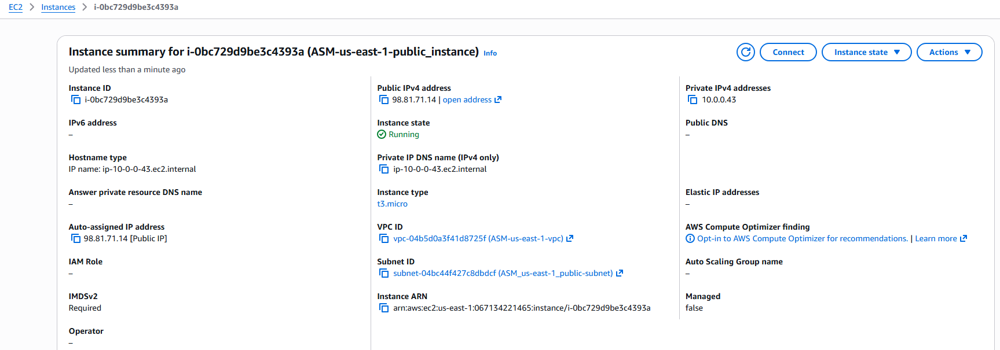 EC2 > Instances > i-0bc729d9be3c4393a
Instance summary for i-0bc729d9be3c4393a (ASM-us-east-1-public_instance) Info
Connect
Instance state
Actions
Updated less than a minute ago
Instance ID
i-0bc729d9be3c4393a
Public IPv4 address
98.81.71.14 | open address
Private IPv4 addresses
10.0.0.43
IPv6 address
–
Instance state
Running
Public DNS
–
Hostname type
IP name: ip-10-0-0-43.ec2.internal
Private IP DNS name (IPv4 only)
ip-10-0-0-43.ec2.internal
Answer private resource DNS name
–
Instance type
t3.micro
Elastic IP addresses
–
Auto-assigned IP address
98.81.71.14 [Public IP]
VPC ID
vpc-04b5d0a3f41d8725f (ASM-us-east-1-vpc)
AWS Compute Optimizer finding
Opt-in to AWS Compute Optimizer for recommendations. | Learn more
IAM Role
–
Subnet ID
subnet-04bc44f427c8dbdcf (ASM_us-east-1_public-subnet)
Auto Scaling Group name
–
IMDSv2
Required
Instance ARN
arn:aws:ec2:us-east-1:067134221465:instance/i-0bc729d9be3c4393a
Managed
false
Operator
–